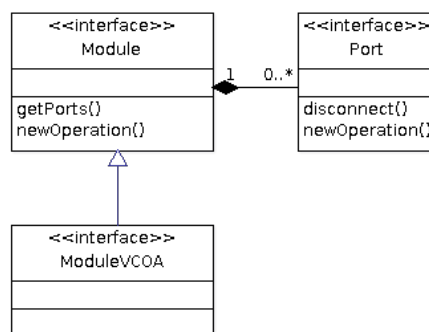 <<interface>>
Module
getPorts()
newOperation()
1
0..*
<<interface>>
Port
disconnect()
newOperation()
<<interface>>
ModuleVCOA